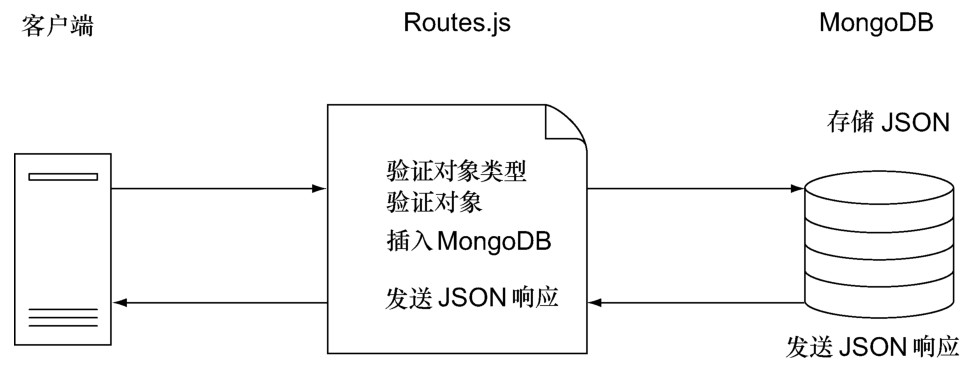 客户端
Routes.js
MongoDB
存储 JSON
验证对象类型
验证对象
插入 MongoDB
发送 JSON 响应
发送 JSON 响应